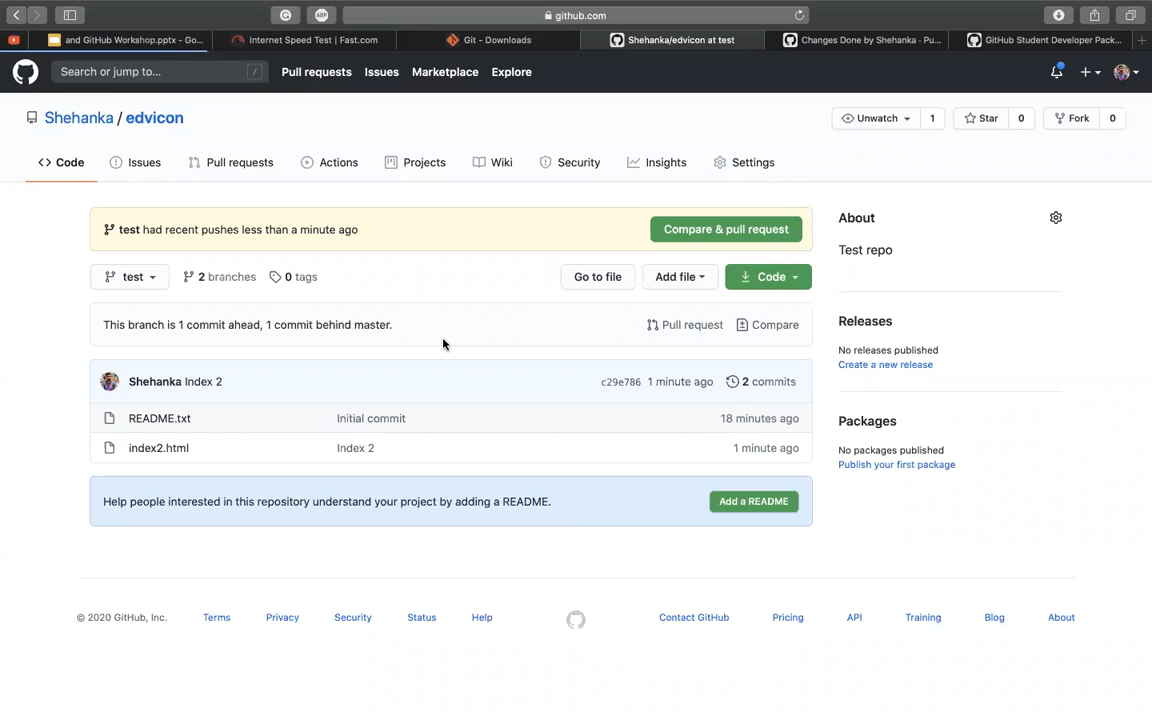 github.com
and GitHub Workshop.pptx - Go...
Internet Speed Test | Fast.com
Git - Downloads
Shehanka/edvicon at test
Changes Done by Shehanka · Pu...
GitHub Student Developer Pack...
Search or jump to... /
Pull requests
Issues
Marketplace
Explore
Shehanka / edvicon
Unwatch 1
Star 0
Fork 0
Code
Issues
Pull requests
Actions
Projects
Wiki
Security
Insights
Settings
test had recent pushes less than a minute ago
Compare & pull request
test
2 branches
0 tags
Go to file
Add file
Code
This branch is 1 commit ahead, 1 commit behind master.
Pull request
Compare
Shehanka Index 2
c29e786 1 minute ago
2 commits
README.txt
Initial commit
18 minutes ago
index2.html
Index 2
1 minute ago
Help people interested in this repository understand your project by adding a README.
Add a README
About
Test repo
Releases
No releases published
Create a new release
Packages
No packages published
Publish your first package
© 2020 GitHub, Inc.
Terms
Privacy
Security
Status
Help
Contact GitHub
Pricing
API
Training
Blog
About